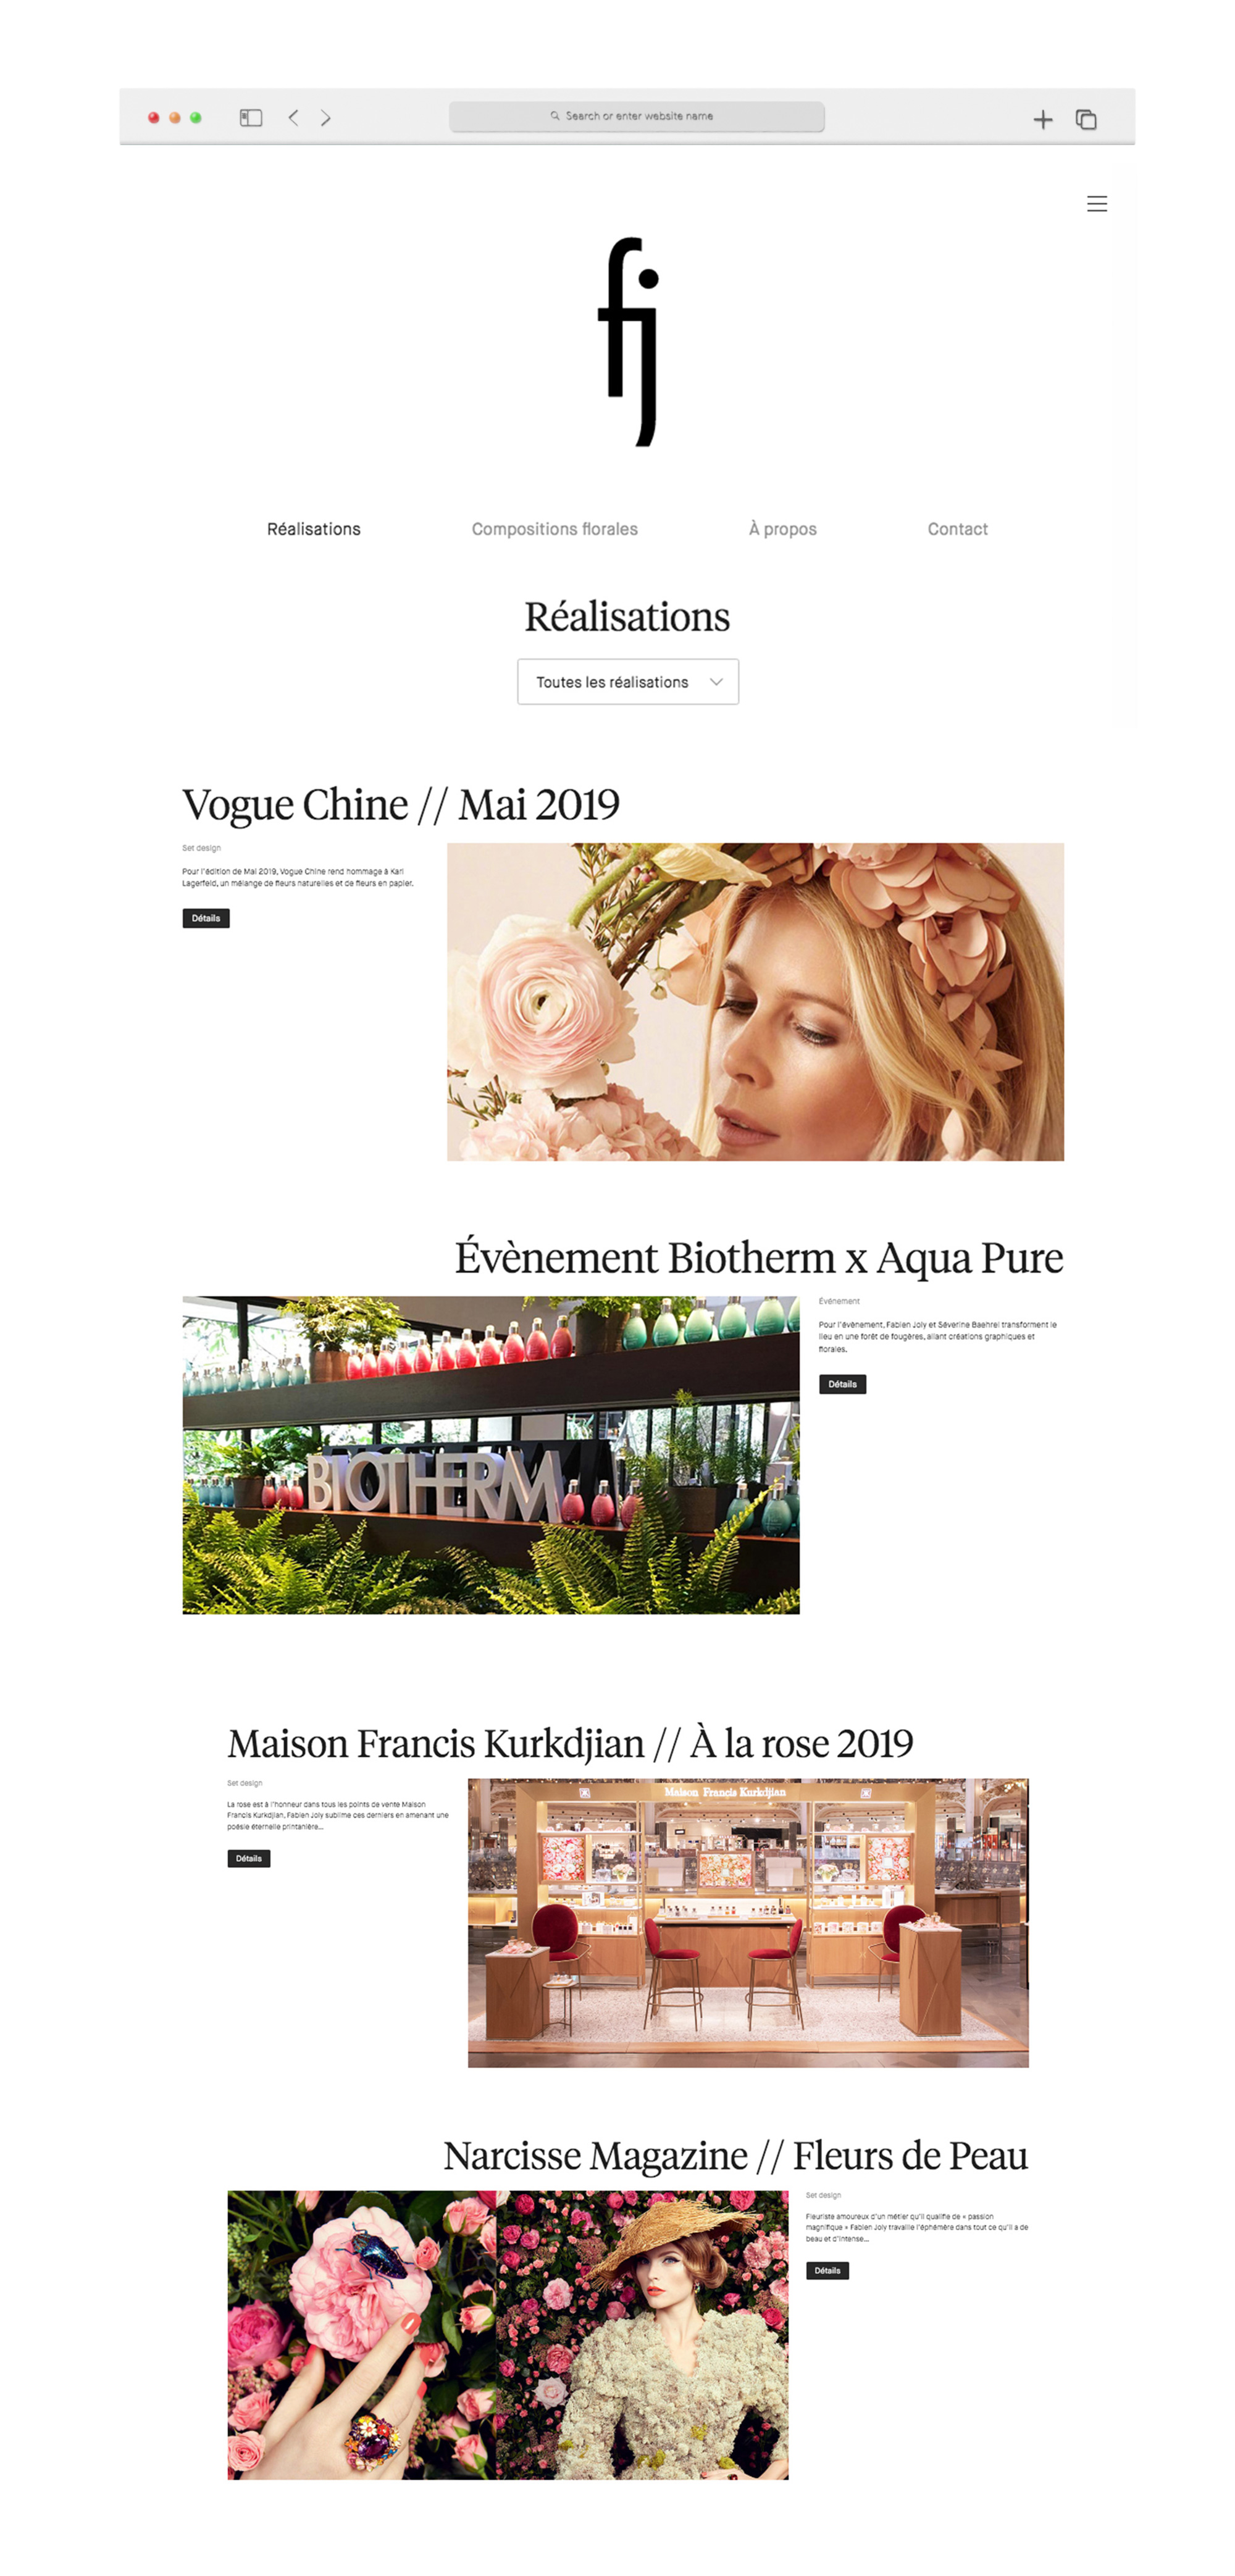 Search or enter website name
fj
Réalisations
Compositions florales
À propos
Contact
Réalisations
Toutes les réalisations
Vogue Chine // Mai 2019
Set design
Pour l'édition de Mai 2019, Vogue Chine rend hommage à Karl
Lagerfeld, un mélange de fleurs naturelles et de fleurs en papier.
Détails
Évènement Biotherm x Aqua Pure
BIOTHERM
Événement
Pour l'événement, Fabien Joly et Séverine Baehrel transforment le
lieu en une forêt de fougères, allant créations graphiques et
florales.
Détails
Maison Francis Kurkdjian // À la rose 2019
Set design
La rose est à l'honneur dans tous les points de vente Maison
Francis Kurkdjian, Fabien Joly sublime ces derniers en amenant une
poésie éternelle printanière...
Détails
Maison Francis Kurkdjian
Narcisse Magazine // Fleurs de Peau
Set design
Fleuriste amoureux d'un métier qu'il qualifie de « passion
magnifique » Fabien Joly travaille l'éphémère dans tout ce qu'il a de
beau et d'intense...
Détails